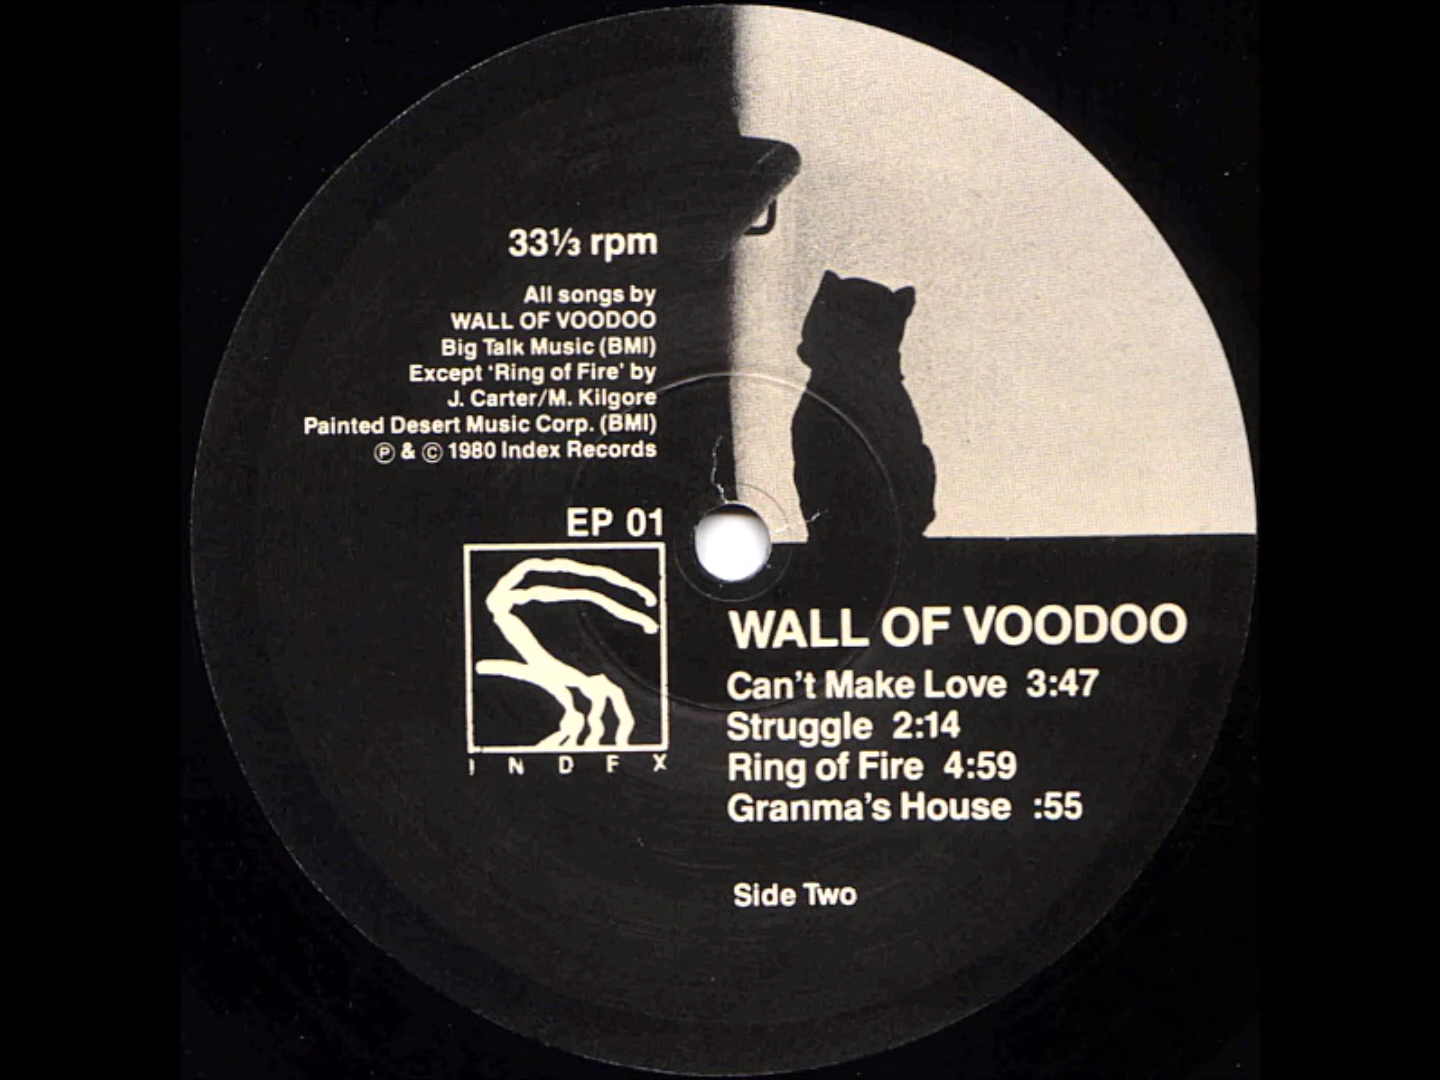 33⅓ rpm
All songs by
WALL OF VOODOO
Big Talk Music (BMI)
Except 'Ring of Fire' by
J. Carter/M. Kilgore
Painted Desert Music Corp. (BMI)
Ⓟ & © 1980 Index Records
EP 01
INDEX
WALL OF VOODOO
Can't Make Love 3:47
Struggle 2:14
Ring of Fire 4:59
Granma's House :55
Side Two